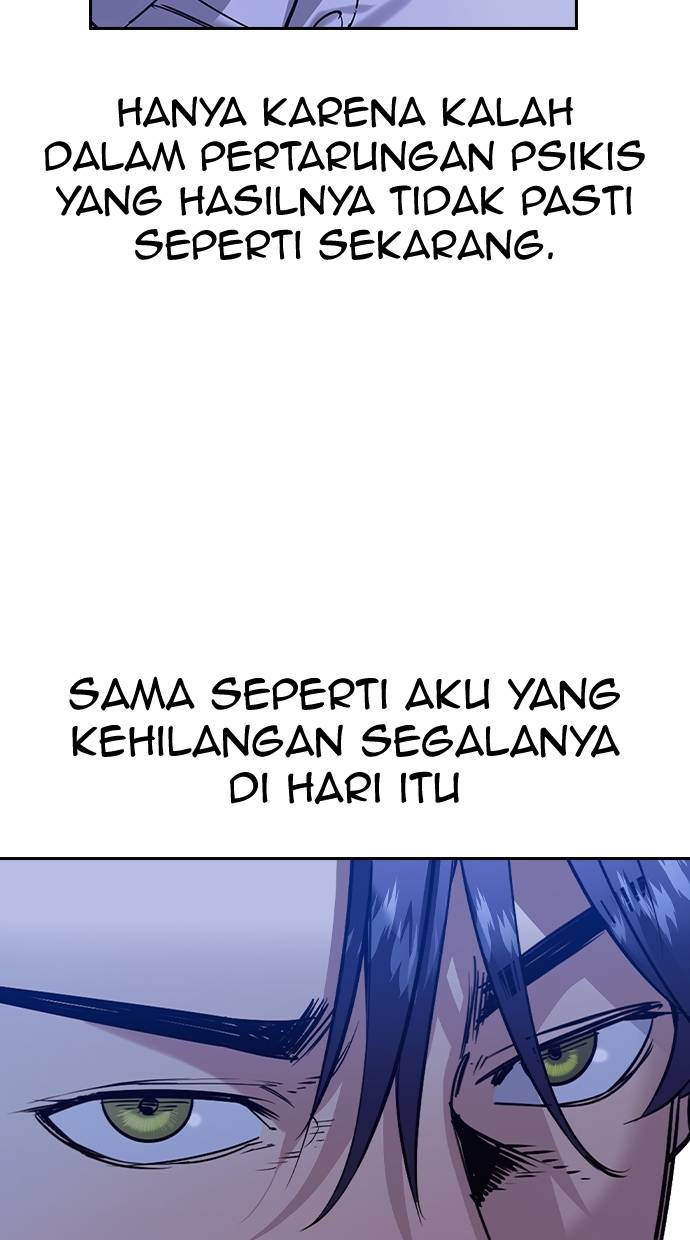 HANYA KARENA KALAH
DALAM PERTARUNGAN PSIKIS
YANG HASILNYA TIDAK PASTI
SEPERTI SEKARANG.
SAMA SEPERTI AKU YANG
KEHILANGAN SEGALANYA
DI HARI ITU